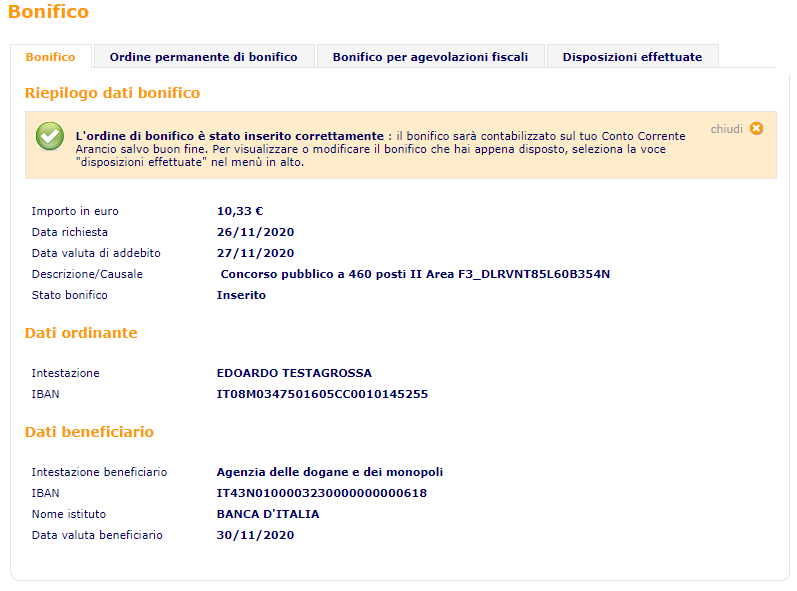 Bonifico
Bonifico Ordine permanente di bonifico Bonifico per agevolazioni fiscali Disposizioni effettuate
Riepilogo dati bonifico
L'ordine di bonifico è stato inserito correttamente : il bonifico sarà contabilizzato sul tuo Conto Corrente
Arancio salvo buon fine. Per visualizzare o modificare il bonifico che hai appena disposto, seleziona la voce
"disposizioni effettuate" nel menù in alto.
chiudi
Importo in euro 10,33 €
Data richiesta 26/11/2020
Data valuta di addebito 27/11/2020
Descrizione/Causale Concorso pubblico a 460 posti II Area F3_DLRVNT85L60B354N
Stato bonifico Inserito
Dati ordinante
Intestazione EDOARDO TESTAGROSSA
IBAN IT08M0347501605CC0010145255
Dati beneficiario
Intestazione beneficiario Agenzia delle dogane e dei monopoli
IBAN IT43N0100003230000000000618
Nome istituto BANCA D'ITALIA
Data valuta beneficiario 30/11/2020